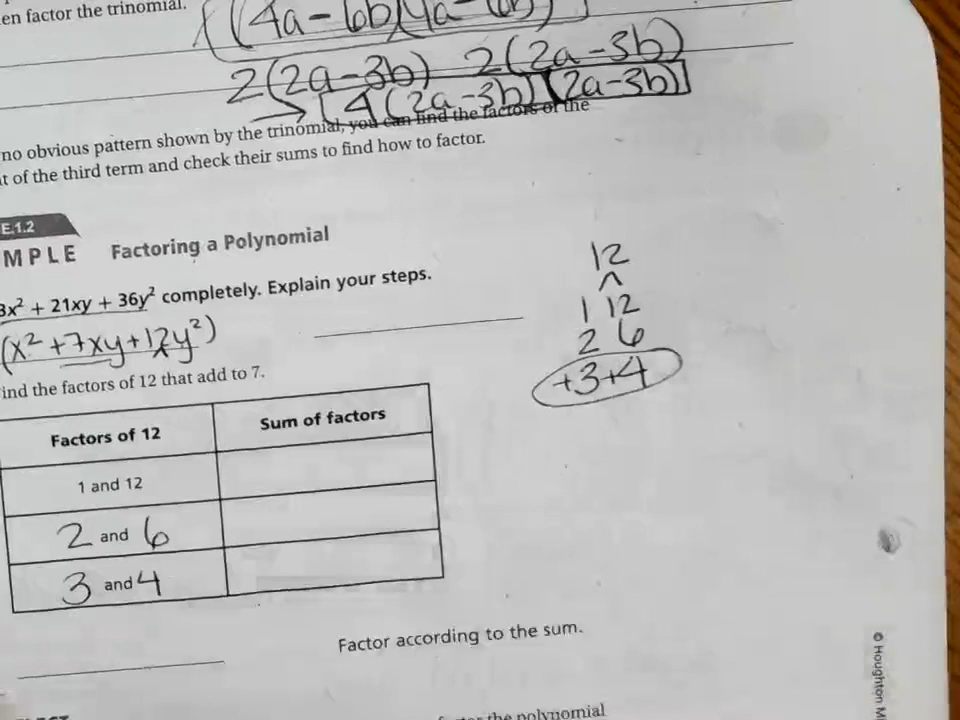 en factor the trinomial.
((4a-6b)(4a-6b)
2(2a-3b) 2(2a-3b)
4(2a-3b)(2a-3b)
no obvious pattern shown by the trinomial, you can find the factors of the
t of the third term and check their sums to find how to factor.
E.1.2
MPLE Factoring a Polynomial
3x² + 21xy + 36y² completely. Explain your steps.
(x²+7xy+12y²)
ind the factors of 12 that add to 7.
Factors of 12 Sum of factors
1 and 12
2 and 6
3 and 4
12
1 12
2 6
+3+4
Factor according to the sum.
the polynomial
© Houghton M